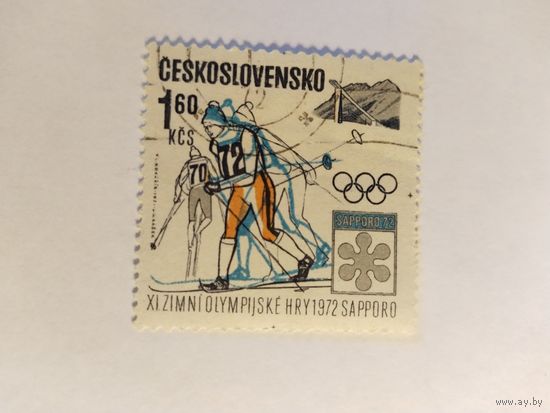 ČESKOSLOVENSKO
1 60
KČS
70
72
SAPPORO'72
XI.ZIMNÍ OLYMPIJSKÉ HRY 1972 SAPPORO
www.ay.by